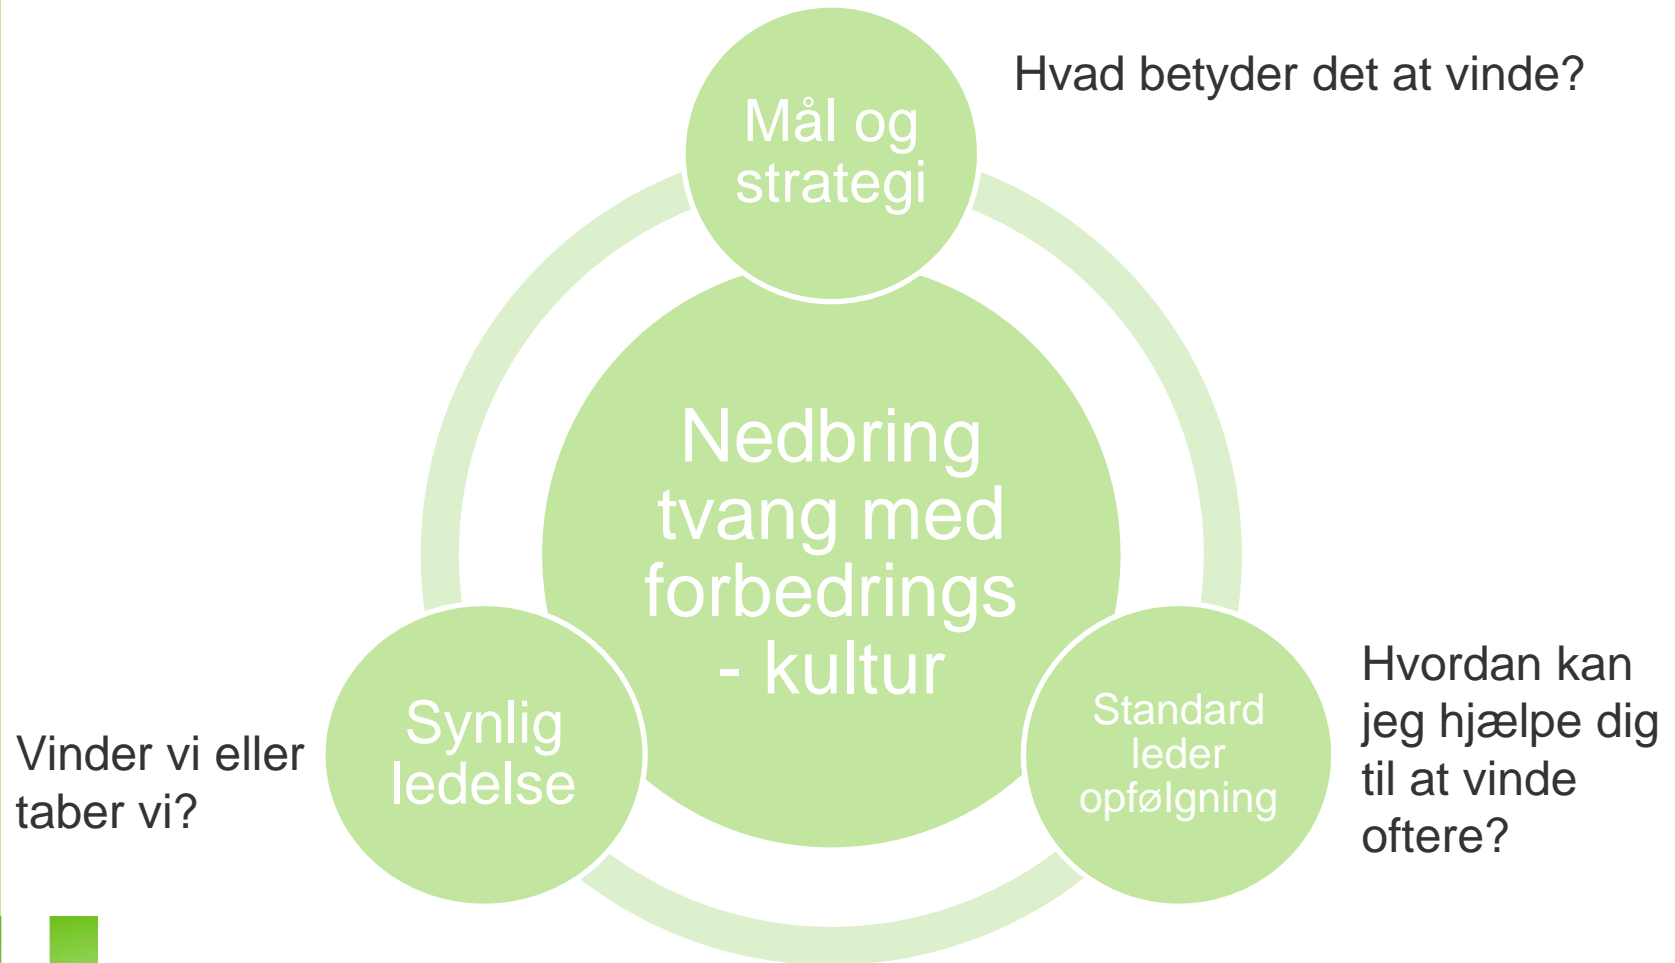 Mål og
strategi
Hvad betyder det at vinde?
Nedbring
tvang med
forbedrings
- kultur
Standard
leder
opfølgning
Hvordan kan
jeg hjælpe dig
til at vinde
oftere?
Synlig
ledelse
Vinder vi eller
taber vi?